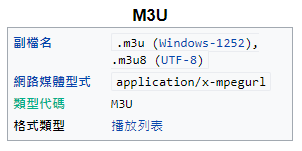 M3U
副檔名 .m3u (Windows-1252),
.m3u8 (UTF-8)
網路媒體型式 application/x-mpegurl
類型代碼 M3U
格式類型 播放列表